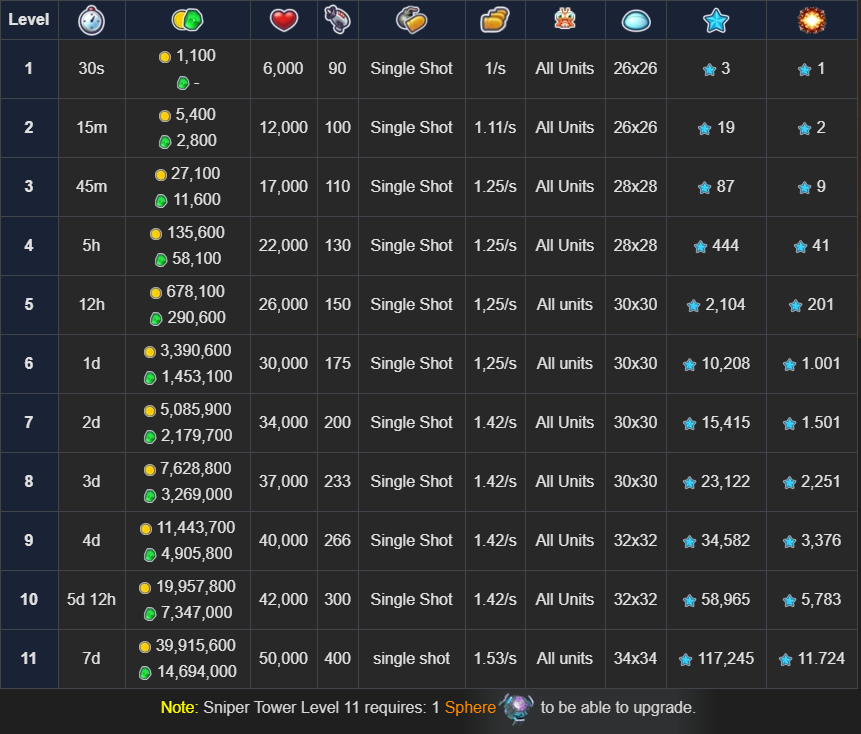 Level
1 30s 1,100 - 6,000 90 Single Shot 1/s All Units 26x26 3 1
2 15m 5,400 2,800 12,000 100 Single Shot 1.11/s All Units 26x26 19 2
3 45m 27,100 11,600 17,000 110 Single Shot 1.25/s All Units 28x28 87 9
4 5h 135,600 58,100 22,000 130 Single Shot 1.25/s All Units 28x28 444 41
5 12h 678,100 290,600 26,000 150 Single Shot 1,25/s All units 30x30 2,104 201
6 1d 3,390,600 1,453,100 30,000 175 Single Shot 1,25/s All units 30x30 10,208 1.001
7 2d 5,085,900 2,179,700 34,000 200 Single Shot 1.42/s All Units 30x30 15,415 1.501
8 3d 7,628,800 3,269,000 37,000 233 Single Shot 1.42/s All Units 30x30 23,122 2,251
9 4d 11,443,700 4,905,800 40,000 266 Single Shot 1.42/s All Units 32x32 34,582 3,376
10 5d 12h 19,957,800 7,347,000 42,000 300 Single Shot 1.42/s All Units 32x32 58,965 5,783
11 7d 39,915,600 14,694,000 50,000 400 single shot 1.53/s All units 34x34 117,245 11.724
Note: Sniper Tower Level 11 requires: 1 Sphere to be able to upgrade.